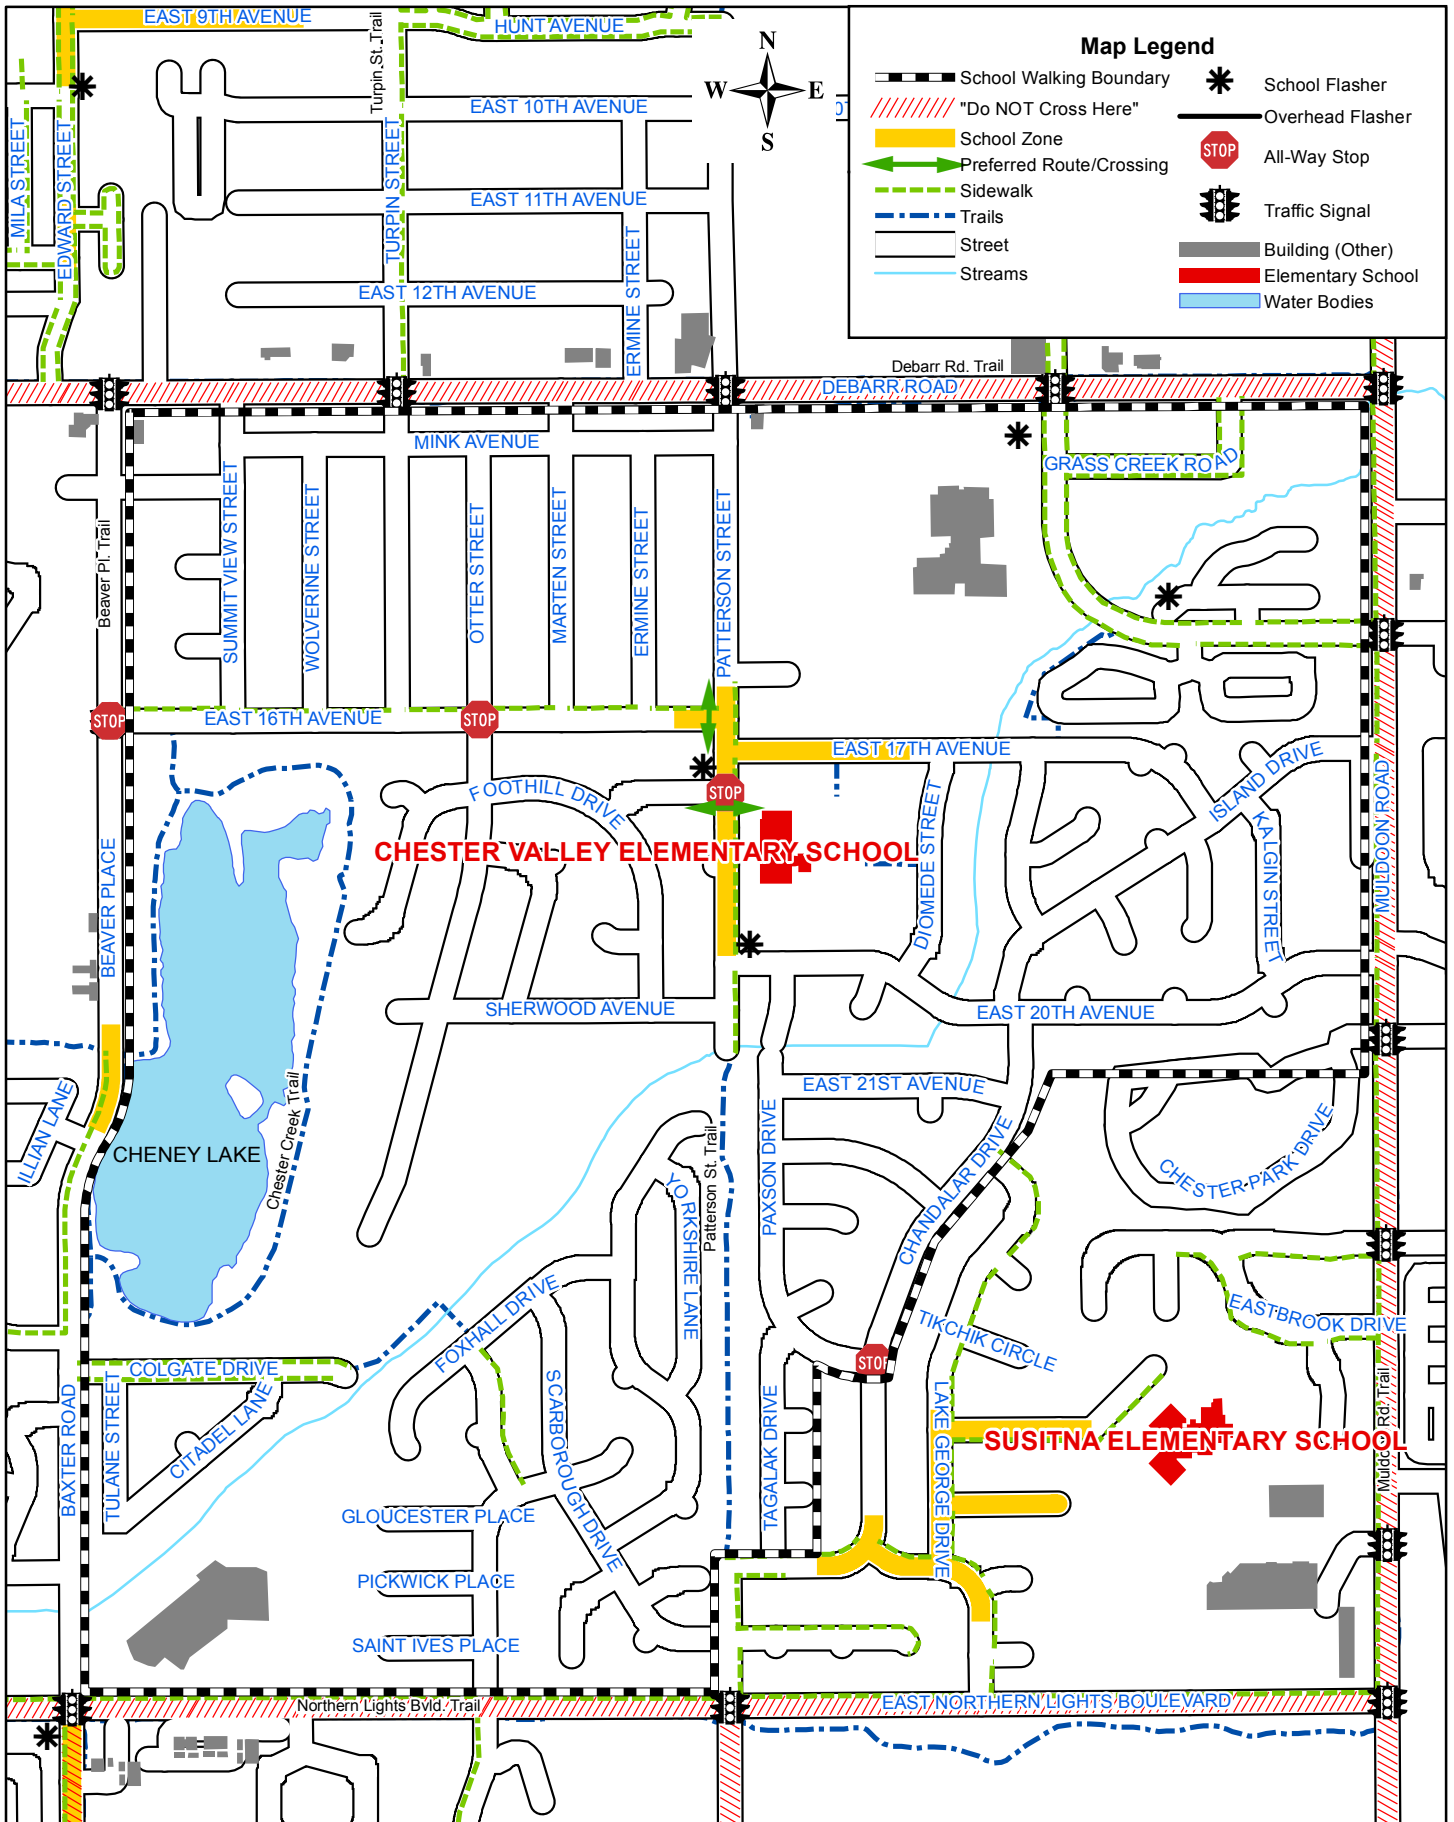 EAST 9TH AVENUE
HUNT AVENUE
Turpin St. Trail
N
W
E
S
EAST 10TH AVENUE
MILA STREET
EDWARD STREET
TURPIN STREET
EAST 11TH AVENUE
ERMINE STREET
EAST 12TH AVENUE
Map Legend
School Walking Boundary
"Do NOT Cross Here"
School Zone
Preferred Route/Crossing
Sidewalk
Trails
Street
Streams
School Flasher
Overhead Flasher
STOP
All-Way Stop
Traffic Signal
Building (Other)
Elementary School
Water Bodies
Debarr Rd. Trail
DEBARR ROAD
MINK AVENUE
GRASS CREEK ROAD
Beaver Pl. Trail
SUMMIT VIEW STREET
WOLVERINE STREET
OTTER STREET
MARTEN STREET
ERMINE STREET
PATTERSON STREET
STOP
EAST 16TH AVENUE
STOP
EAST 17TH AVENUE
ISLAND DRIVE
FOOTHILL DRIVE
STOP
CHESTER VALLEY ELEMENTARY SCHOOL
DIOMEDE STREET
KALGIN STREET
MULDOON ROAD
BEAVER PLACE
SHERWOOD AVENUE
EAST 20TH AVENUE
EAST 21ST AVENUE
ILLIAN LANE
CHENEY LAKE
Chester Creek Trail
Patterson St. Trail
YORKSHIRE LANE
PAXSON DRIVE
CHANDALAR DRIVE
CHESTER PARK DRIVE
EASTBROOK DRIVE
FOXHALL DRIVE
TIKCHIK CIRCLE
STOP
COLGATE DRIVE
CITADEL LANE
BAXTER ROAD
TULANE STREET
SCARBOROUGH DRIVE
TAGALAK DRIVE
LAKE GEORGE DRIVE
Muldoon Rd. Trail
SUSITNA ELEMENTARY SCHOOL
GLOUCESTER PLACE
PICKWICK PLACE
SAINT IVES PLACE
Northern Lights Bvld. Trail
EAST NORTHERN LIGHTS BOULEVARD